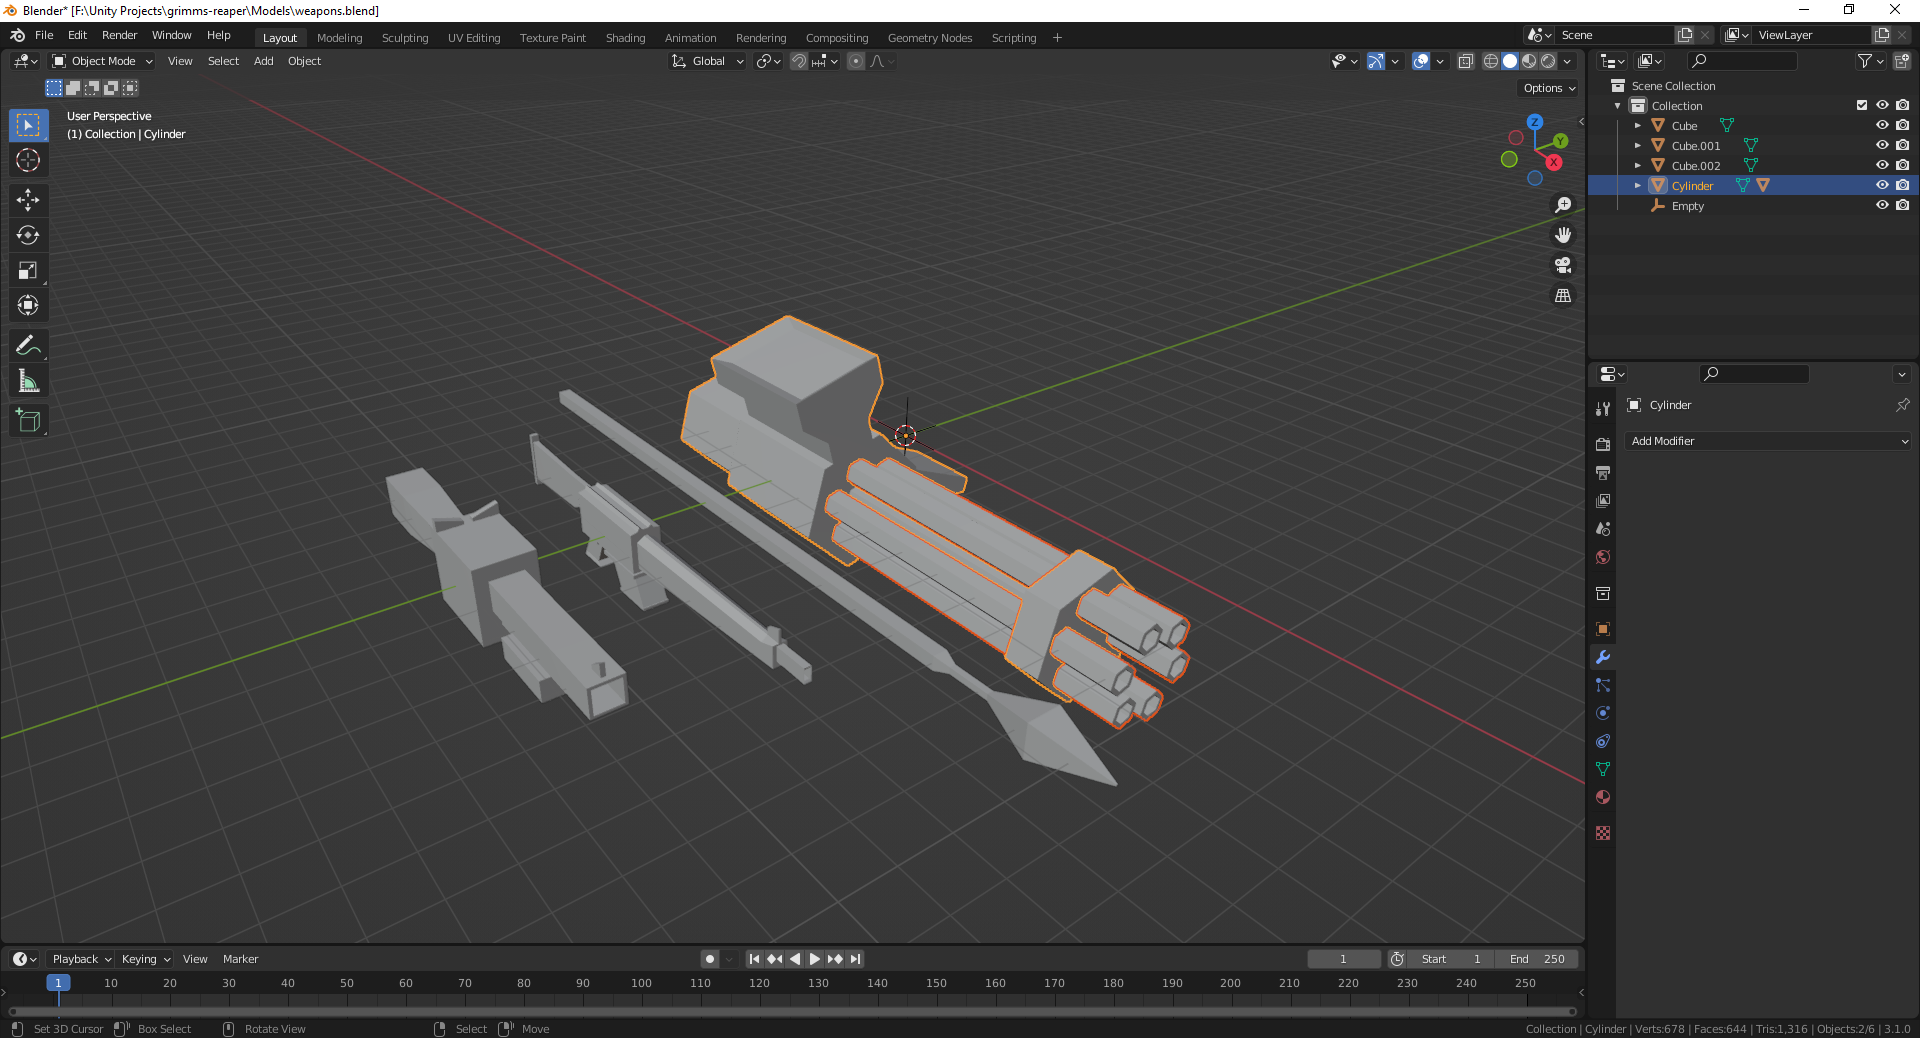 Blender* [F:\Unity Projects\grimms-reaper\Models\weapons.blend]
File Edit Render Window Help Layout Modeling Sculpting UV Editing Texture Paint Shading Animation Rendering Compositing Geometry Nodes Scripting + Scene ViewLayer
Object Mode View Select Add Object Global
Options
User Perspective
(1) Collection | Cylinder
Z
Y
X
Scene Collection
Collection
Cube
Cube.001
Cube.002
Cylinder
Empty
Cylinder
Add Modifier
Playback Keying View Marker 1 Start 1 End 250
1 10 20 30 40 50 60 70 80 90 100 110 120 130 140 150 160 170 180 190 200 210 220 230 240 250
Set 3D Cursor Box Select Rotate View Select Move Collection | Cylinder | Verts:678 | Faces:644 | Tris:1,316 | Objects:2/6 | 3.1.0